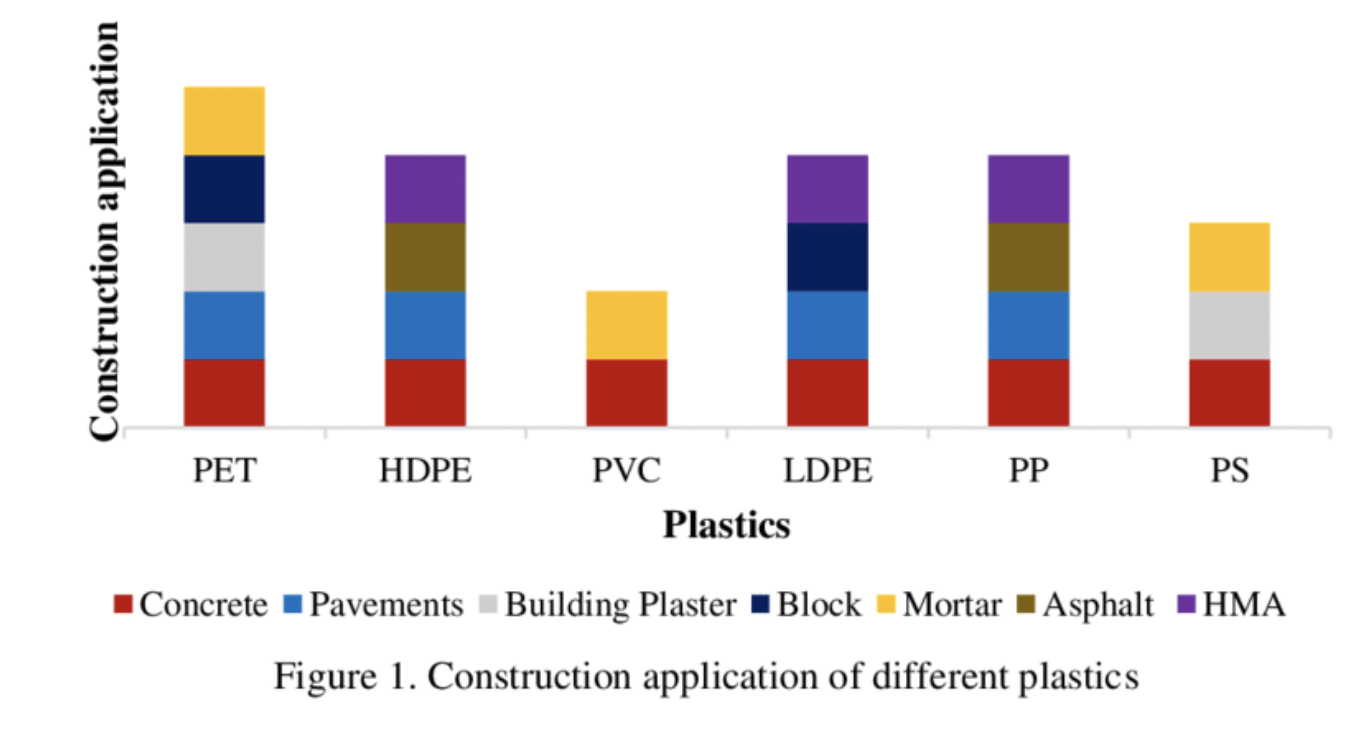 Construction application
PET HDPE PVC LDPE PP PS
Plastics
Concrete Pavements Building Plaster Block Mortar Asphalt HMA
Figure 1. Construction application of different plastics